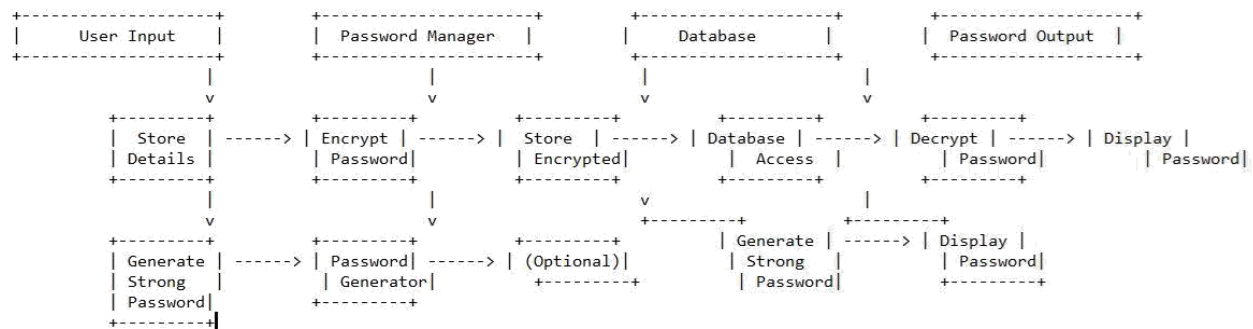 User Input Password Manager Database Password Output
Store ------> Encrypt ------> Store ------> Database ------> Decrypt ------> Display
Details Password Encrypted Access Password Password
Generate ------> Password ------> (Optional) Generate ------> Display
Strong Generator Strong Password
Password Password